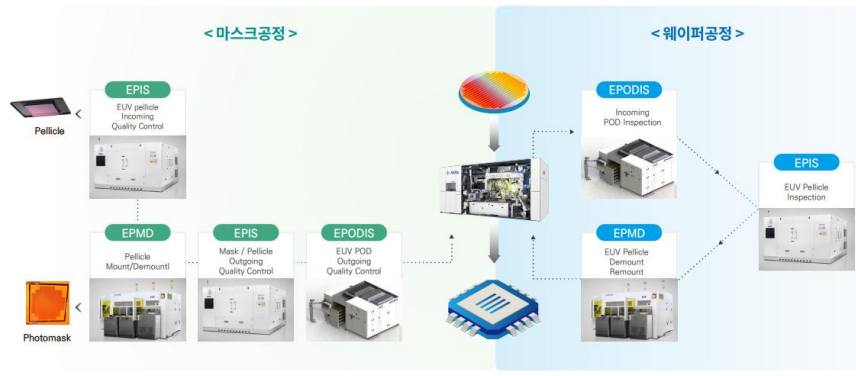 <마스크공정>
<웨이퍼공정>
EPIS
EUV pellicle
Incoming
Quality Control
Pellicle
EPMD
Pellicle
Mount/Demountl
EPIS
Mask / Pellicle
Outgoing
Quality Control
EPODIS
EUV POD
Outgoing
Quality Control
Photomask
ASML
EPODIS
Incoming
POD Inspection
EPIS
EUV Pellicle
Inspection
EPMD
EUV Pellicle
Demount
Remount